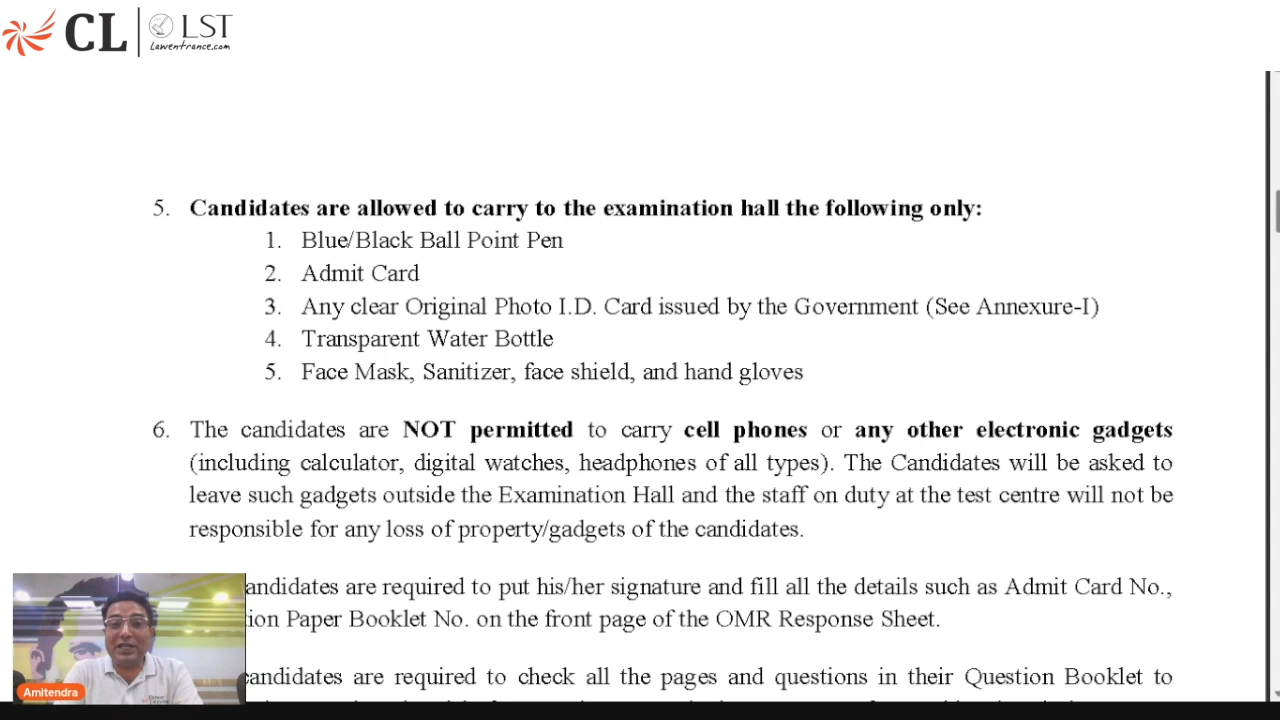 CL LST
Lawentrance.com
5. Candidates are allowed to carry to the examination hall the following only:
1. Blue/Black Ball Point Pen
2. Admit Card
3. Any clear Original Photo I.D. Card issued by the Government (See Annexure-I)
4. Transparent Water Bottle
5. Face Mask, Sanitizer, face shield, and hand gloves
6. The candidates are NOT permitted to carry cell phones or any other electronic gadgets
(including calculator, digital watches, headphones of all types). The Candidates will be asked to
leave such gadgets outside the Examination Hall and the staff on duty at the test centre will not be
responsible for any loss of property/gadgets of the candidates.
andidates are required to put his/her signature and fill all the details such as Admit Card No.,
tion Paper Booklet No. on the front page of the OMR Response Sheet.
andidates are required to check all the pages and questions in their Question Booklet to
Amitendra